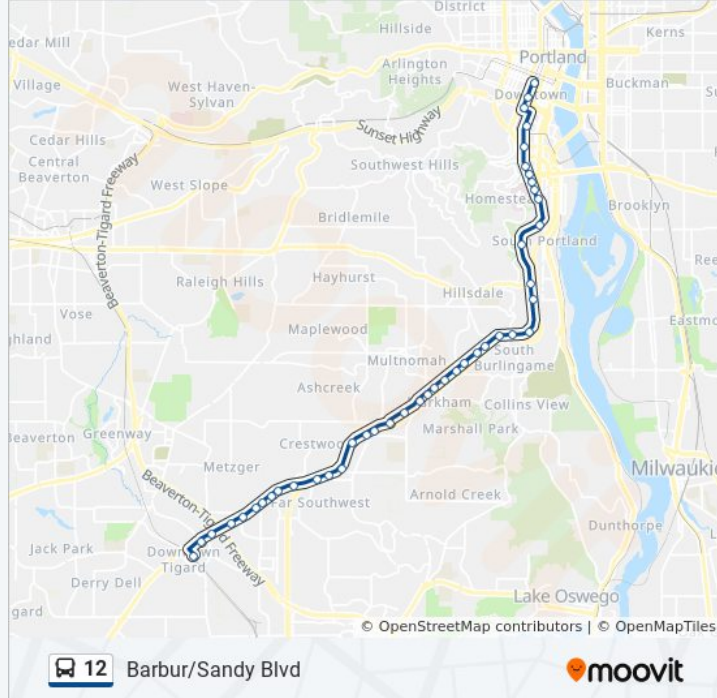 District
Kerns
Hillside
edar Mill
Arlington
Heights
Portland
Village
West Haven-
Sylvan
Buckman
Downtown
Sunset Highway
Cedar Hills
Central
Beaverton
Southwest Hills
West Slope
Homestead
Brooklyn
Bridlemile
Beaverton-Tigard Freeway
South Portland
Ree
Raleigh Hills
Hayhurst
Hillsdale
Vose
Eastmo
Maplewood
ghland
South
Burlingame
Multnomah
Ashcreek
arkham
Collins View
Beaverton
Greenway
Crestwood
Marshall Park
Metzger
Milwaukie
Beaverton-Tigard Freeway
Far Southwest
Arnold Creek
Dunthorpe
Jack Park
Downtown
Tigard
Derry Dell
Lake Oswego
gard
© OpenStreetMap contributors | © OpenMapTiles
12 Barbur/Sandy Blvd
moovit